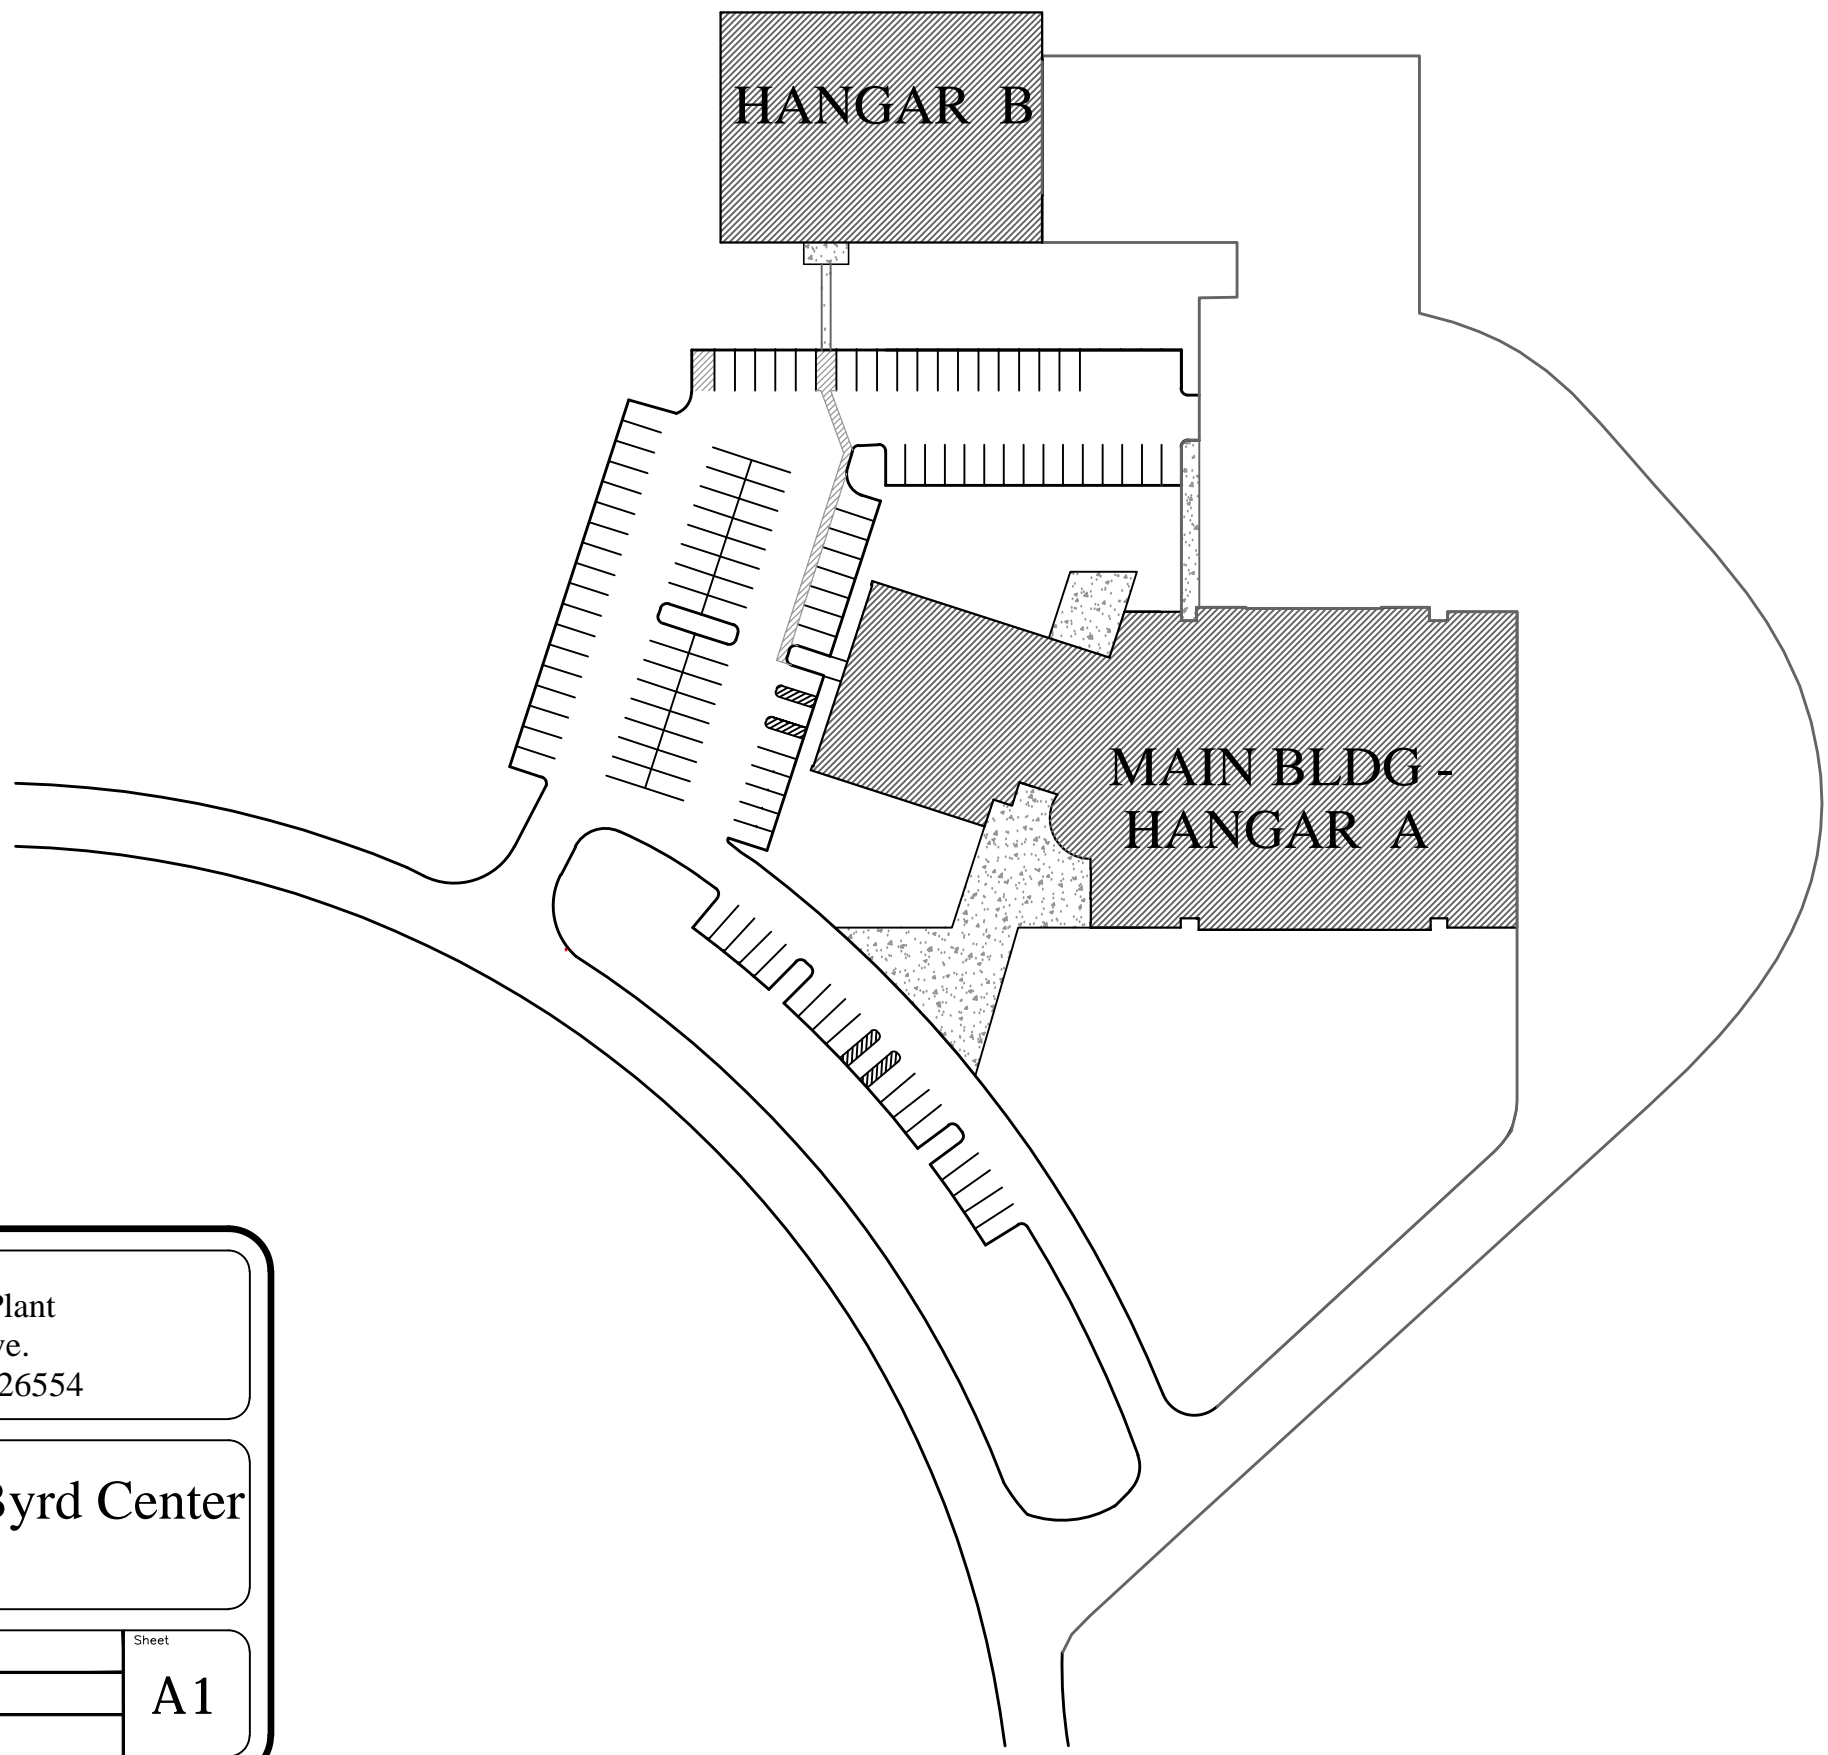 HANGAR B
MAIN BLDG -
HANGAR A
Plant
ve.
26554
Byrd Center
Sheet
A1